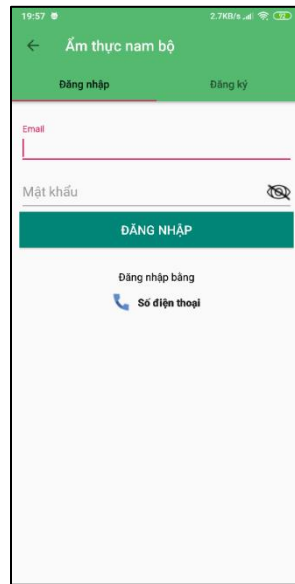 19:57 2.7KB/s 72
Ẩm thực nam bộ
Đăng nhập Đăng ký
Email
Mật khẩu
ĐĂNG NHẬP
Đăng nhập bằng
Số điện thoại